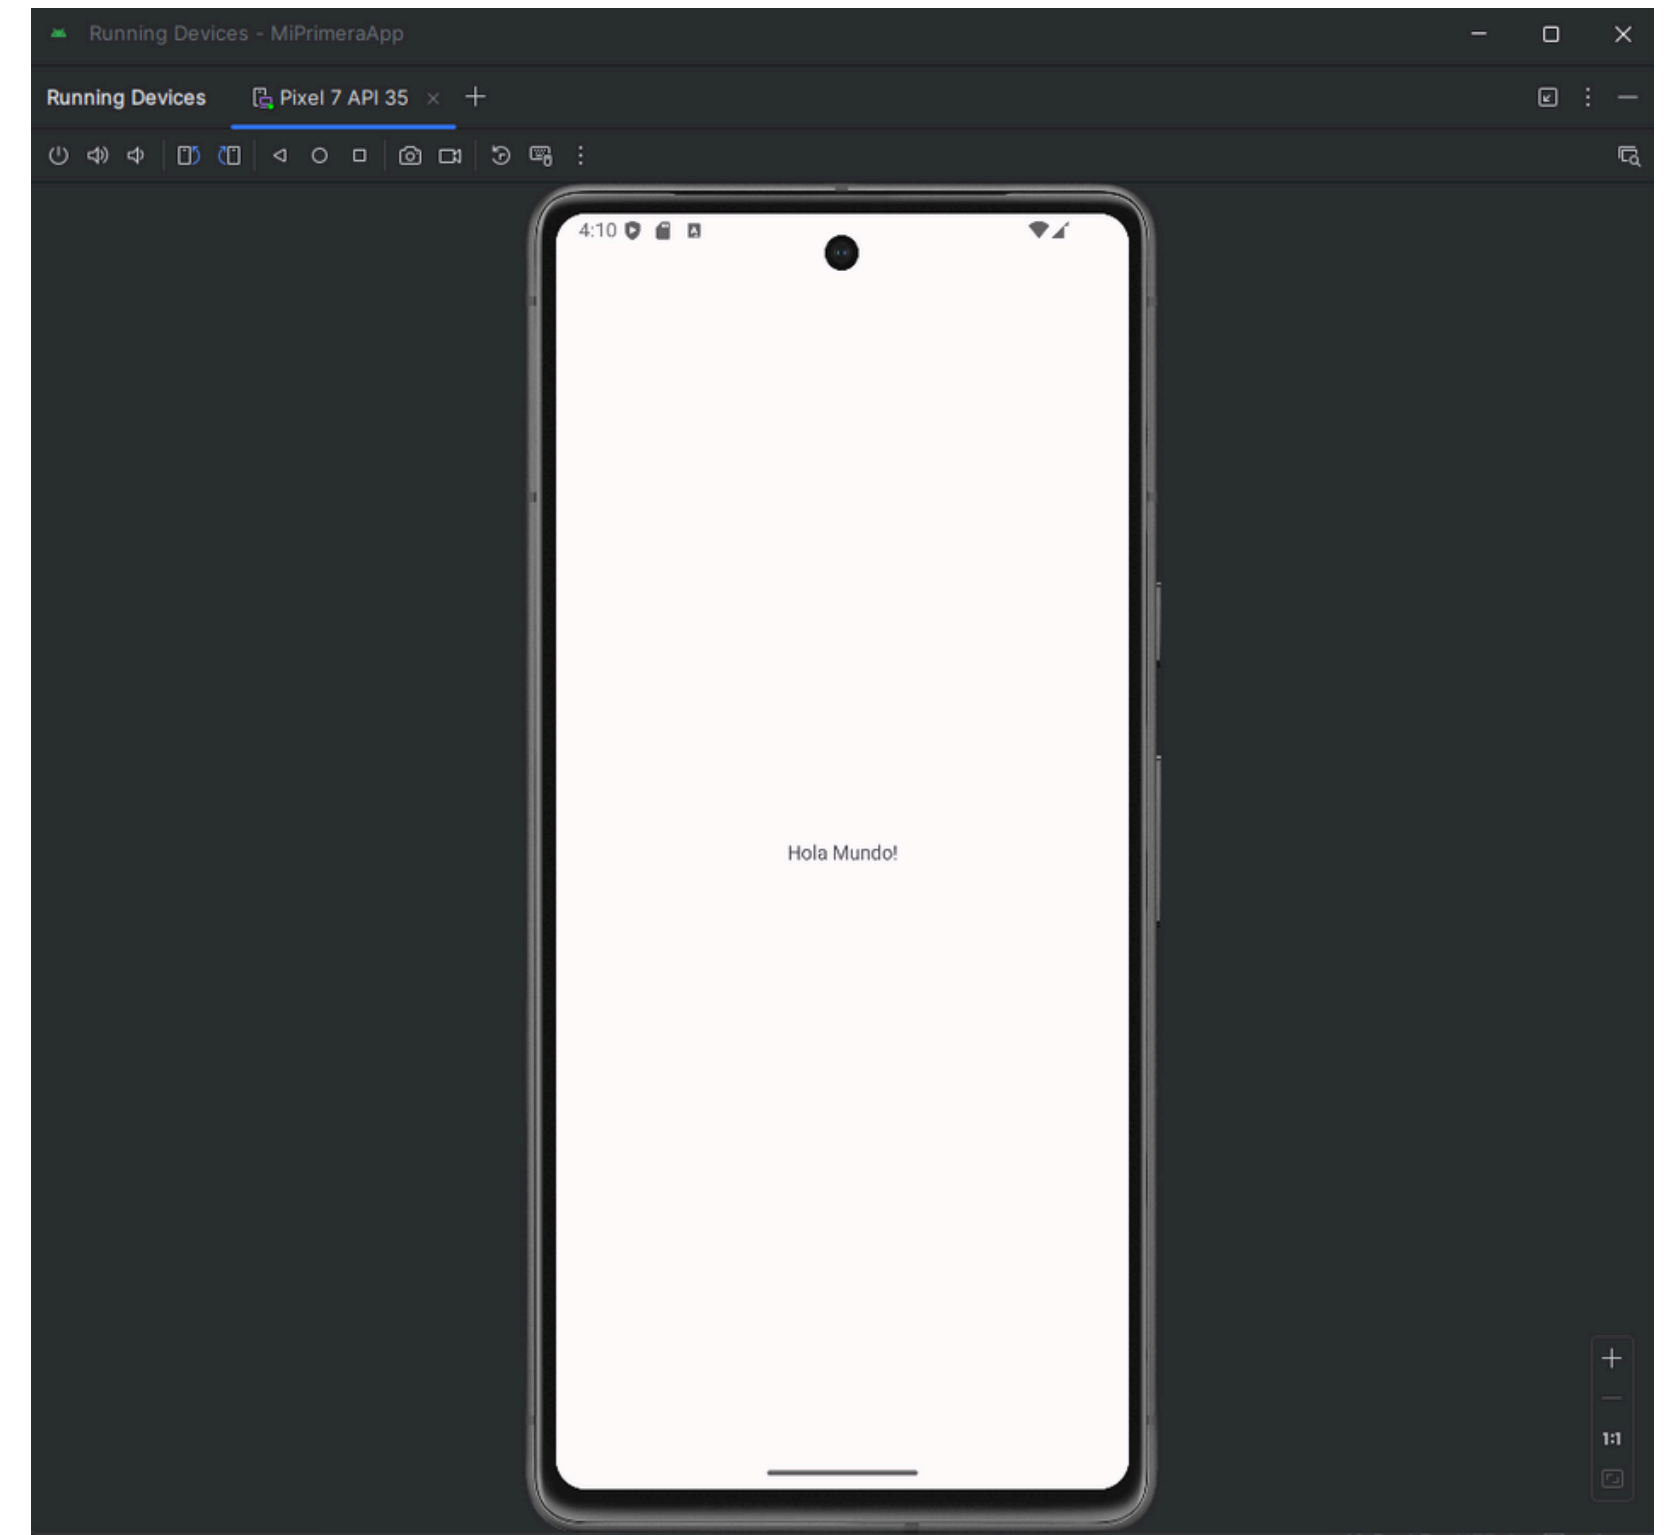 Running Devices - MiPrimeraApp
Running Devices Pixel 7 API 35
4:10
Hola Mundo!
1:1